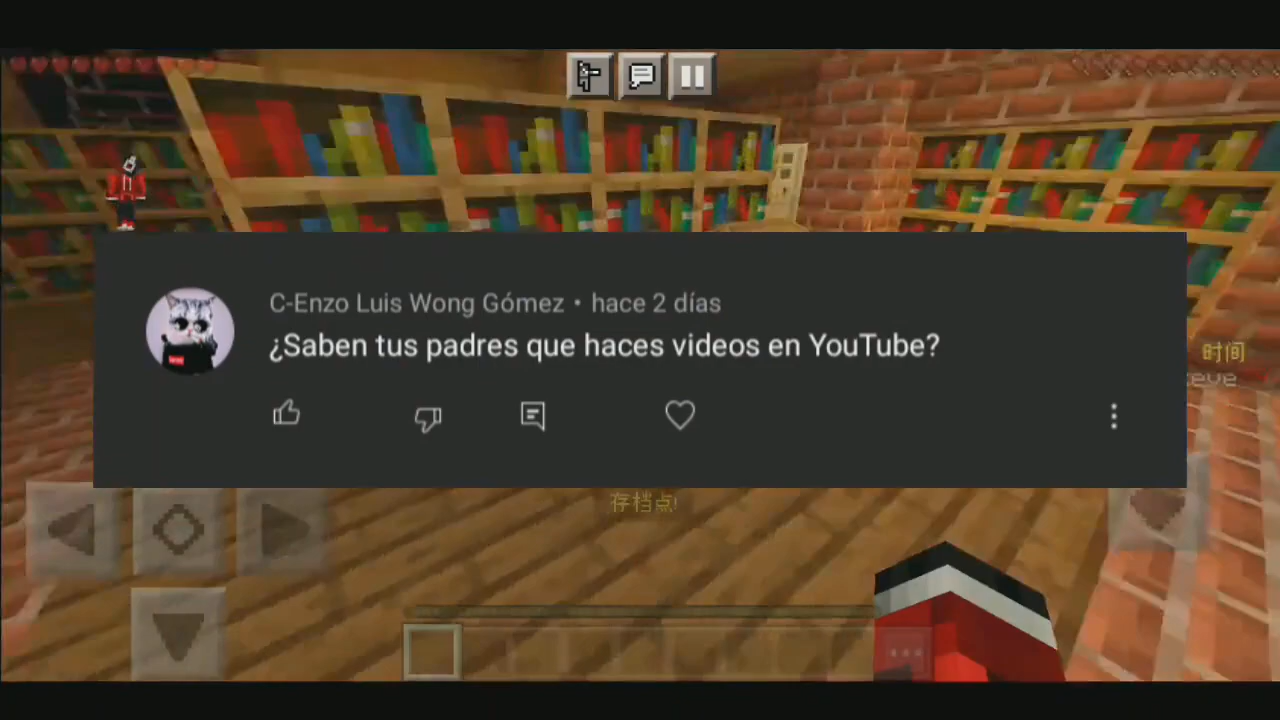 C-Enzo Luis Wong Gómez • hace 2 días
¿Saben tus padres que haces videos en YouTube?
时间
eve
存档点!